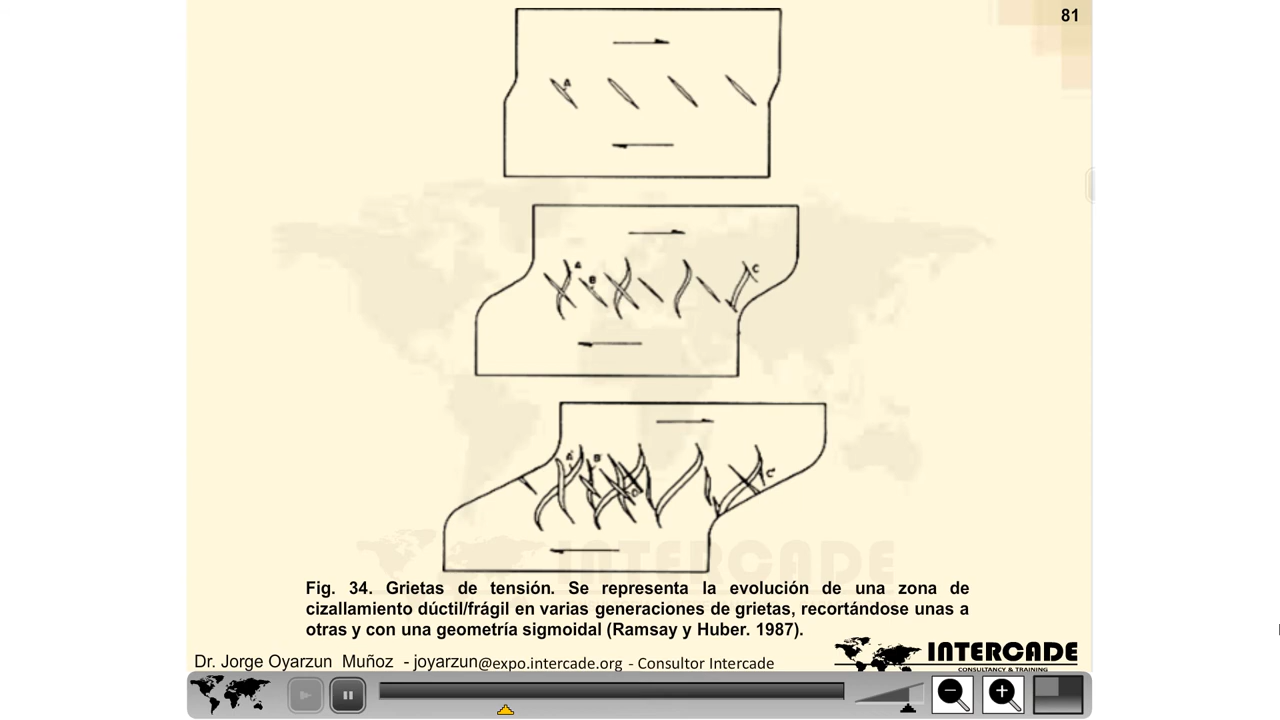 81
A
A
B
C
A'
B'
C'
INTERCADE
Fig. 34. Grietas de tensión. Se representa la evolución de una zona de
cizallamiento dúctil/frágil en varias generaciones de grietas, recortándose unas a
otras y con una geometría sigmoidal (Ramsay y Huber. 1987).
Dr. Jorge Oyarzun Muñoz - joyarzun@expo.intercade.org - Consultor Intercade
INTERCADE
CONSULTANCY & TRAINING